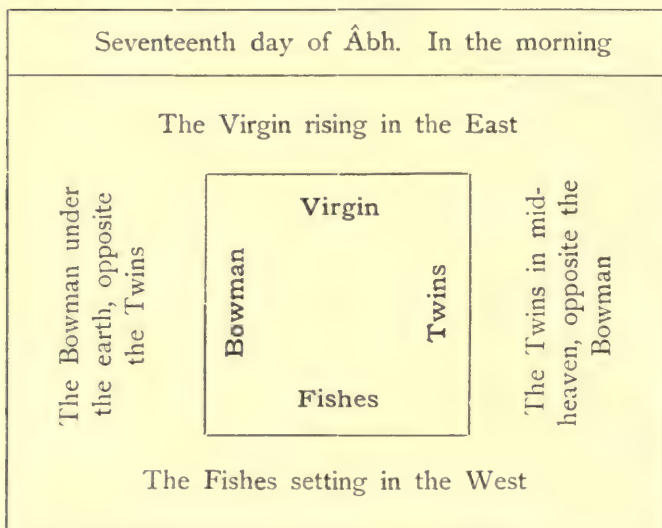 Seventeenth day of Âbh. In the morning
The Virgin rising in the East
The Bowman under
the earth, opposite
the Twins
Virgin
Bowman
Twins
Fishes
The Twins in mid-
heaven, opposite the
Bowman
The Fishes setting in the West